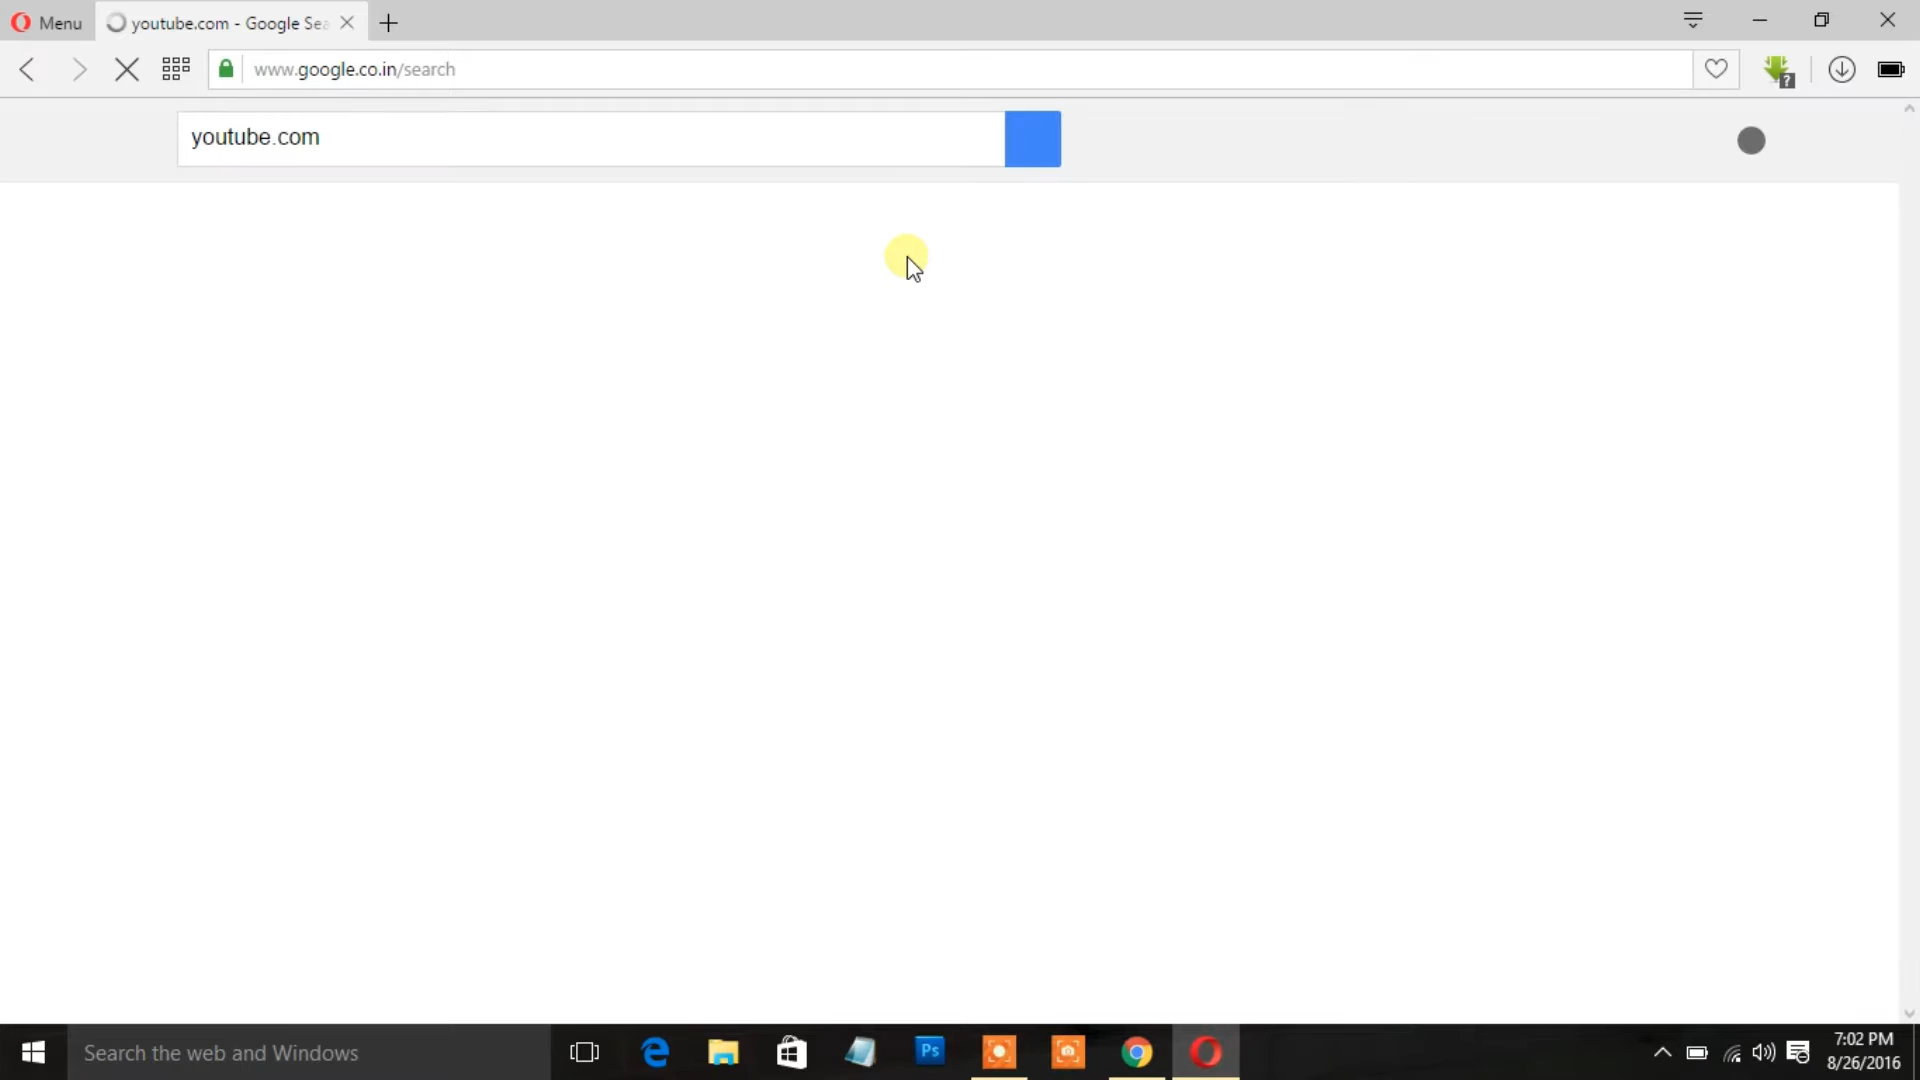 Menu
youtube.com - Google Sea
www.google.co.in/search
?
youtube.com
Search the web and Windows
Ps
7:02 PM
8/26/2016